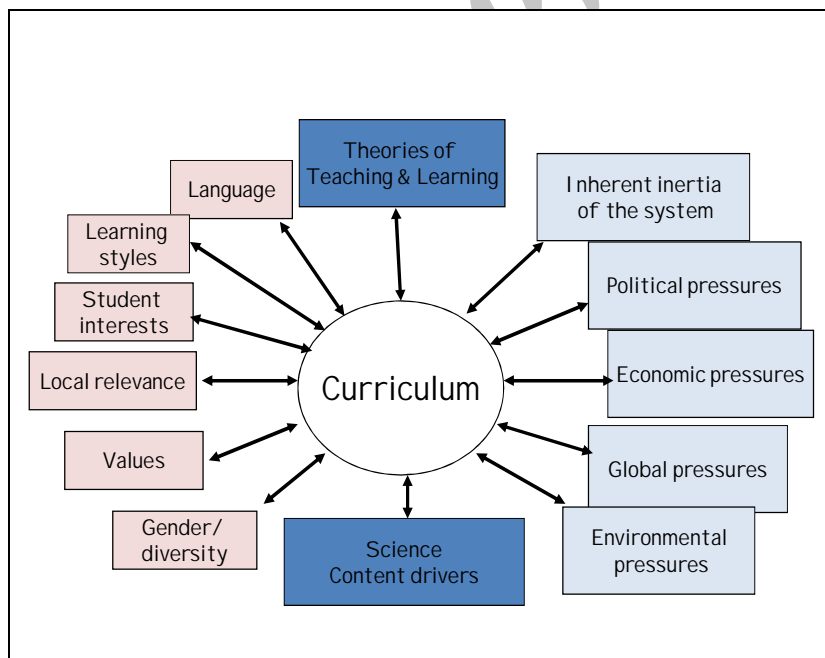 Theories of
Teaching & Learning
Language
Inherent inertia
of the system
Learning
styles
Political pressures
Student
interests
Local relevance
Curriculum
Economic pressures
Values
Global pressures
Gender/
diversity
Science
Content drivers
Environmental
pressures